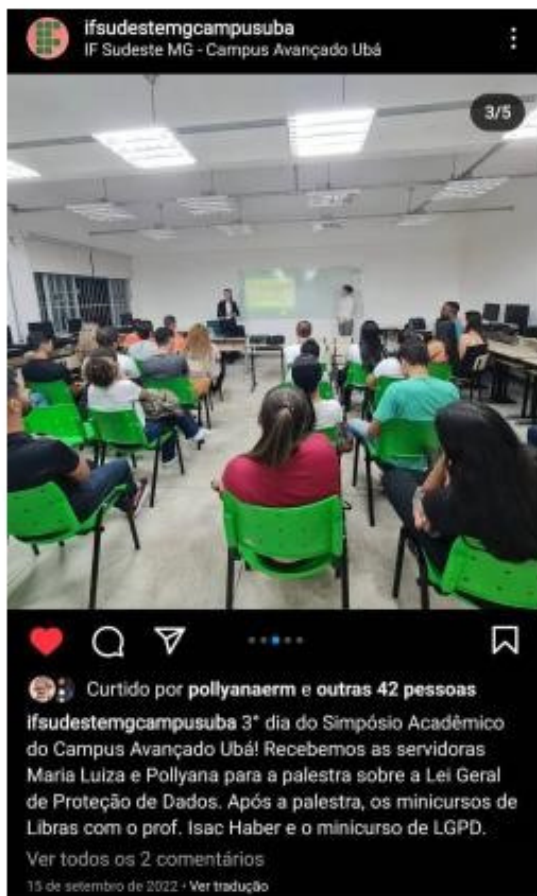 ifsudestemgcampusuba
IF Sudeste MG - Campus Avançado Ubá
3/5
Curtido por pollyanaerm e outras 42 pessoas
ifsudestemgcampusuba 3° dia do Simpósio Acadêmico
do Campus Avançado Ubá! Recebemos as servidoras
Maria Luiza e Pollyana para a palestra sobre a Lei Geral
de Proteção de Dados. Após a palestra, os minicursos de
Libras com o prof. Isac Haber e o minicurso de LGPD.
Ver todos os 2 comentários
15 de setembro de 2022 • Ver tradução